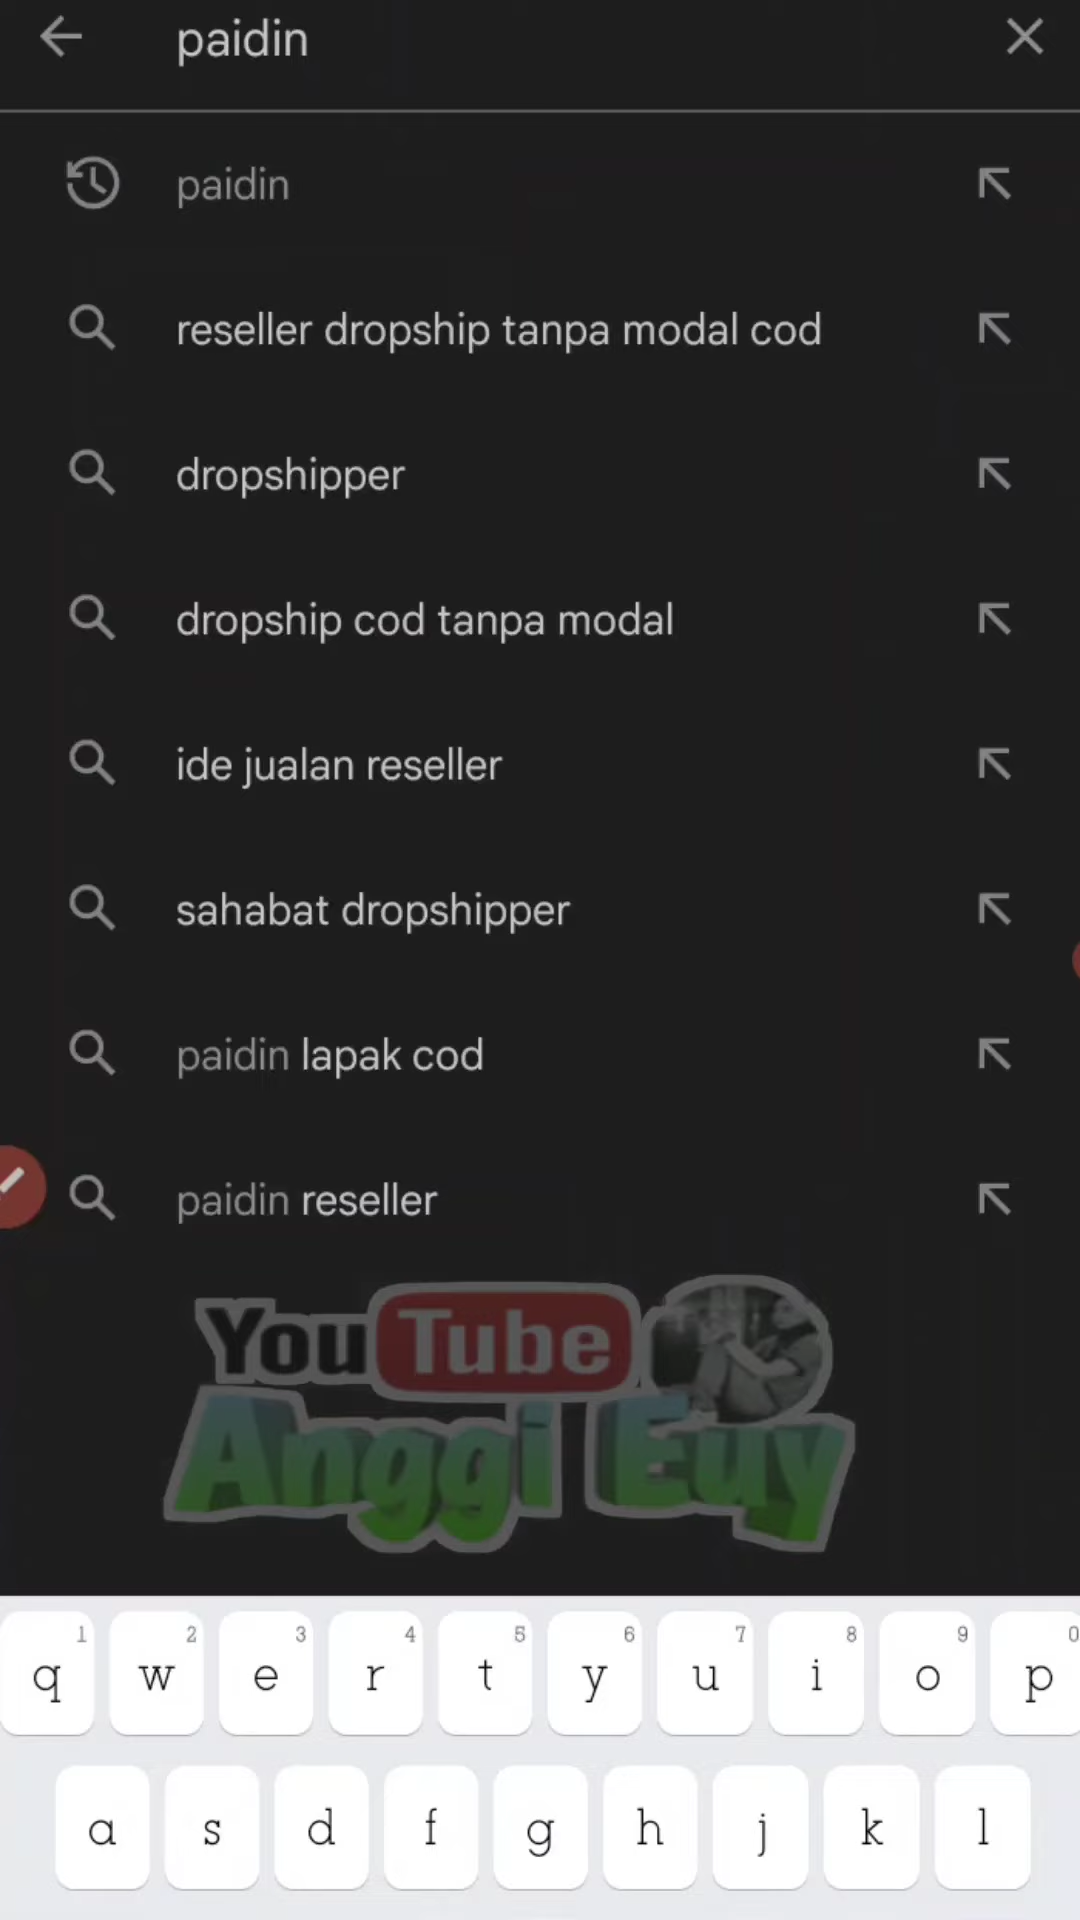 paidin
paidin
reseller dropship tanpa modal cod
dropshipper
dropship cod tanpa modal
ide jualan reseller
sahabat dropshipper
paidin lapak cod
paidin reseller
YouTube
Anggi Euy
1 2 3 4 5 6 7 8 9 0
q w e r t y u i o p
a s d f g h j k l